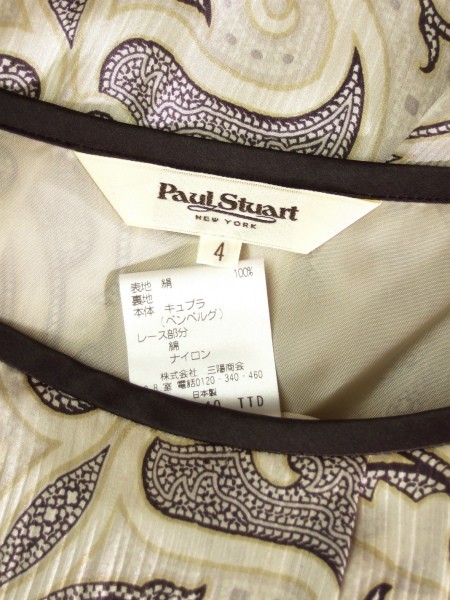 Paul Stuart
NEW YORK
4
表地 絹 100%
裏地
本体 キュプラ
(ベンベルグ)
レース部分
綿
ナイロン
株式会社 三陽商会
室 電話0120-340-460
日本製
TTD